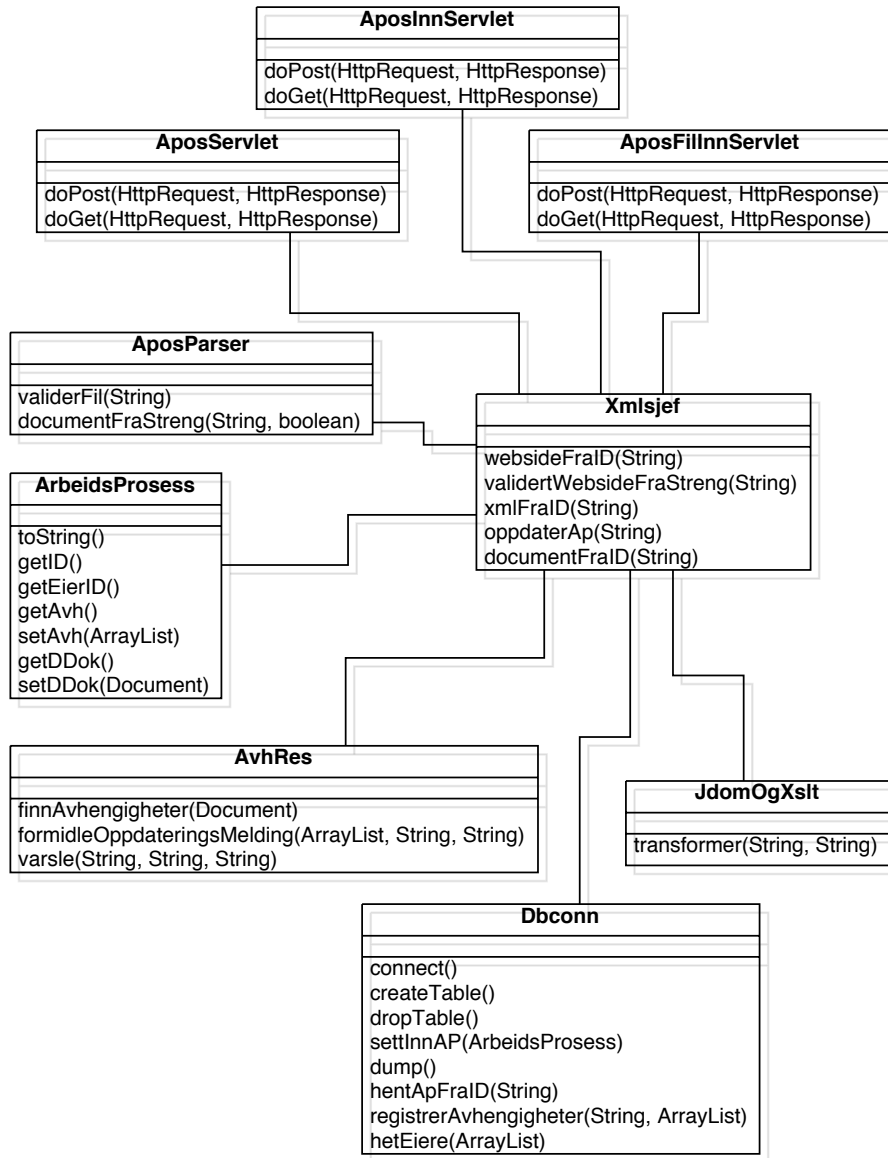 AposInnServlet
doPost(HttpRequest, HttpResponse)
doGet(HttpRequest, HttpResponse)
AposServlet
doPost(HttpRequest, HttpResponse)
doGet(HttpRequest, HttpResponse)
AposFilInnServlet
doPost(HttpRequest, HttpResponse)
doGet(HttpRequest, HttpResponse)
AposParser
validerFil(String)
documentFraStreng(String, boolean)
Xmlsjef
websideFraID(String)
validertWebsideFraStreng(String)
xmlFraID(String)
oppdaterAp(String)
documentFraID(String)
ArbeidsProsess
toString()
getID()
getEierID()
getAvh()
setAvh(ArrayList)
getDDok()
setDDok(Document)
AvhRes
finnAvhengigheter(Document)
formidleOppdateringsMelding(ArrayList, String, String)
varsle(String, String, String)
JdomOgXslt
transformer(String, String)
Dbconn
connect()
createTable()
dropTable()
settInnAP(ArbeidsProsess)
dump()
hentApFraID(String)
registrerAvhengigheter(String, ArrayList)
hetEiere(ArrayList)